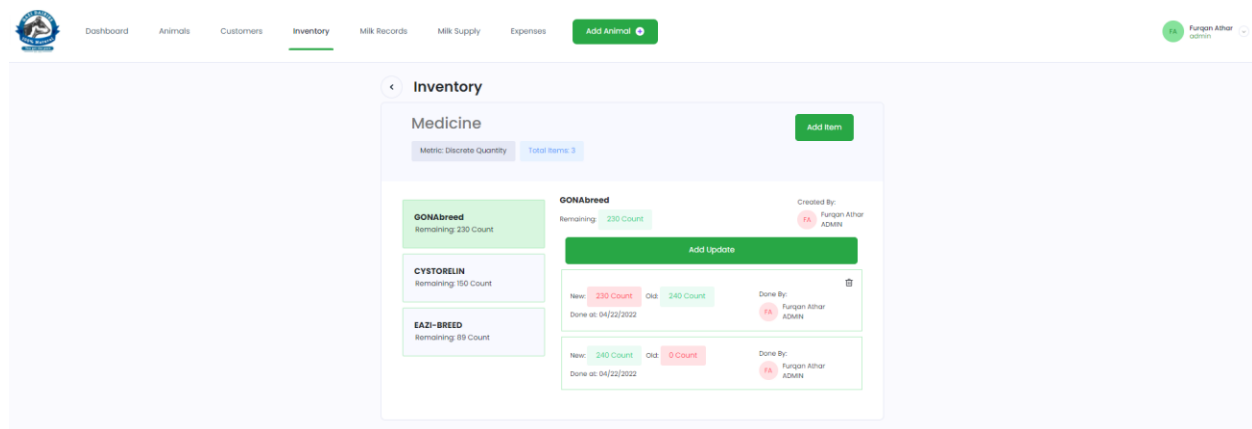 Dashboard Animals Customers Inventory Milk Records Milk Supply Expenses Add Animal
FA Furqan Athar
admin
Inventory
Medicine
Add Item
Metric: Discrete Quantity Total Items: 3
GONAbreed
Remaining: 230 Count
CYSTORELIN
Remaining: 150 Count
EAZI-BREED
Remaining: 89 Count
GONAbreed
Remaining: 230 Count
Created By:
FA Furqan Athar
ADMIN
Add Update
New: 230 Count Old: 240 Count
Done at: 04/22/2022
Done By:
FA Furqan Athar
ADMIN
New: 240 Count Old: 0 Count
Done at: 04/22/2022
Done By:
FA Furqan Athar
ADMIN